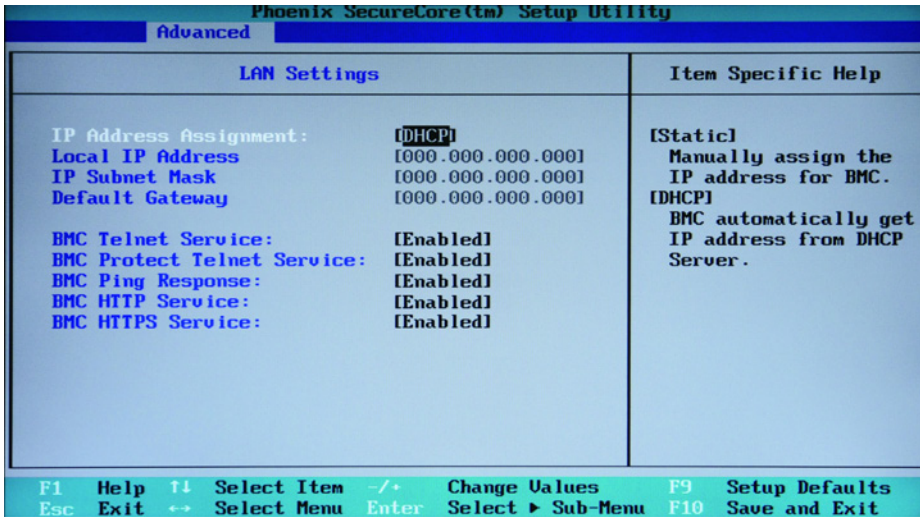 Phoenix SecureCore(tm) Setup Utility
Advanced
LAN Settings
Item Specific Help
IP Address Assignment: [DHCP]
Local IP Address [000.000.000.000]
IP Subnet Mask [000.000.000.000]
Default Gateway [000.000.000.000]
BMC Telnet Service: [Enabled]
BMC Protect Telnet Service: [Enabled]
BMC Ping Response: [Enabled]
BMC HTTP Service: [Enabled]
BMC HTTPS Service: [Enabled]
[Static]
Manually assign the
IP address for BMC.
[DHCP]
BMC automatically get
IP address from DHCP
Server.
F1 Help ↑↓ Select Item -/+ Change Values F9 Setup Defaults
Esc Exit ↔ Select Menu Enter Select ▶ Sub-Menu F10 Save and Exit